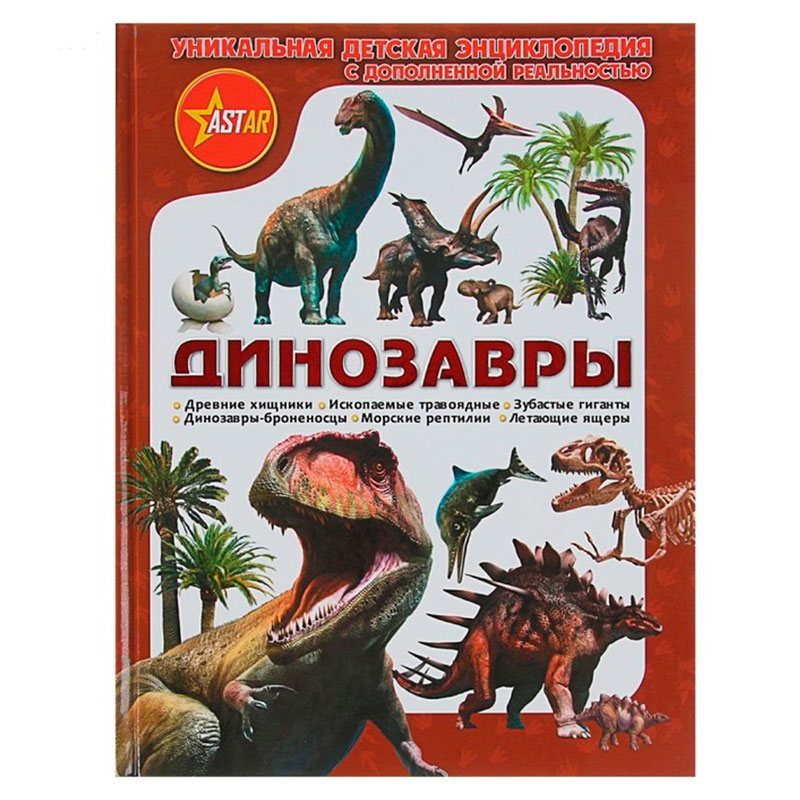 УНИКАЛЬНАЯ ДЕТСКАЯ ЭНЦИКЛОПЕДИЯ
С ДОПОЛНЕННОЙ РЕАЛЬНОСТЬЮ
ASTAR
ДИНОЗАВРЫ
Древние хищники Ископаемые травоядные Зубастые гиганты
Динозавры-броненосцы Морские рептилии Летающие ящеры